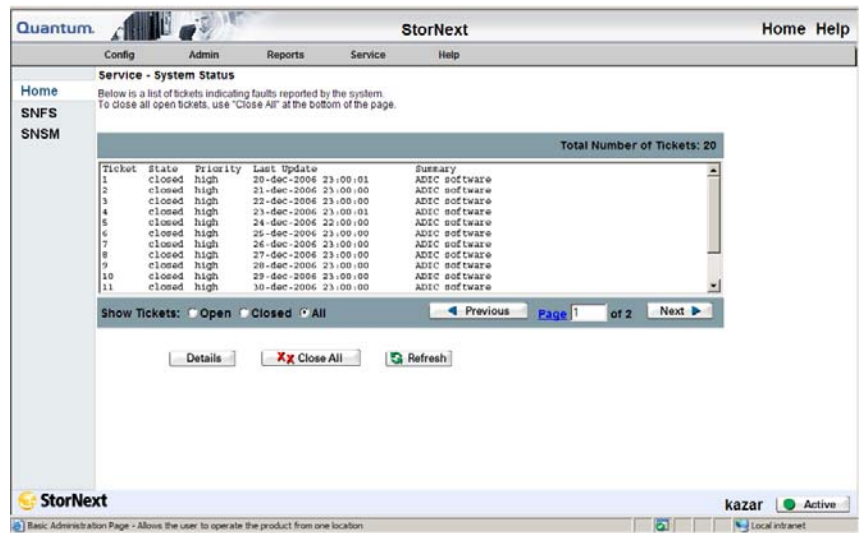 Quantum. StorNext Home Help
Config Admin Reports Service Help
Service - System Status
Home
SNFS
SNSM
Below is a list of tickets indicating faults reported by the system.
To close all open tickets, use "Close All" at the bottom of the page.
Total Number of Tickets: 20
Ticket State Priority Last Update Summary
1 closed high 20-dec-2006 23:00:01 ADIC software
2 closed high 21-dec-2006 23:00:00 ADIC software
3 closed high 22-dec-2006 23:00:00 ADIC software
4 closed high 23-dec-2006 23:00:01 ADIC software
5 closed high 24-dec-2006 22:00:00 ADIC software
6 closed high 25-dec-2006 23:00:00 ADIC software
7 closed high 26-dec-2006 23:00:00 ADIC software
8 closed high 27-dec-2006 23:00:00 ADIC software
9 closed high 28-dec-2006 23:00:00 ADIC software
10 closed high 29-dec-2006 23:00:00 ADIC software
11 closed high 30-dec-2006 23:00:00 ADIC software
Show Tickets: Open Closed All Previous Page 1 of 2 Next
Details Close All Refresh
StorNext kazar Active
Basic Administration Page - Allows the user to operate the product from one location Local intranet